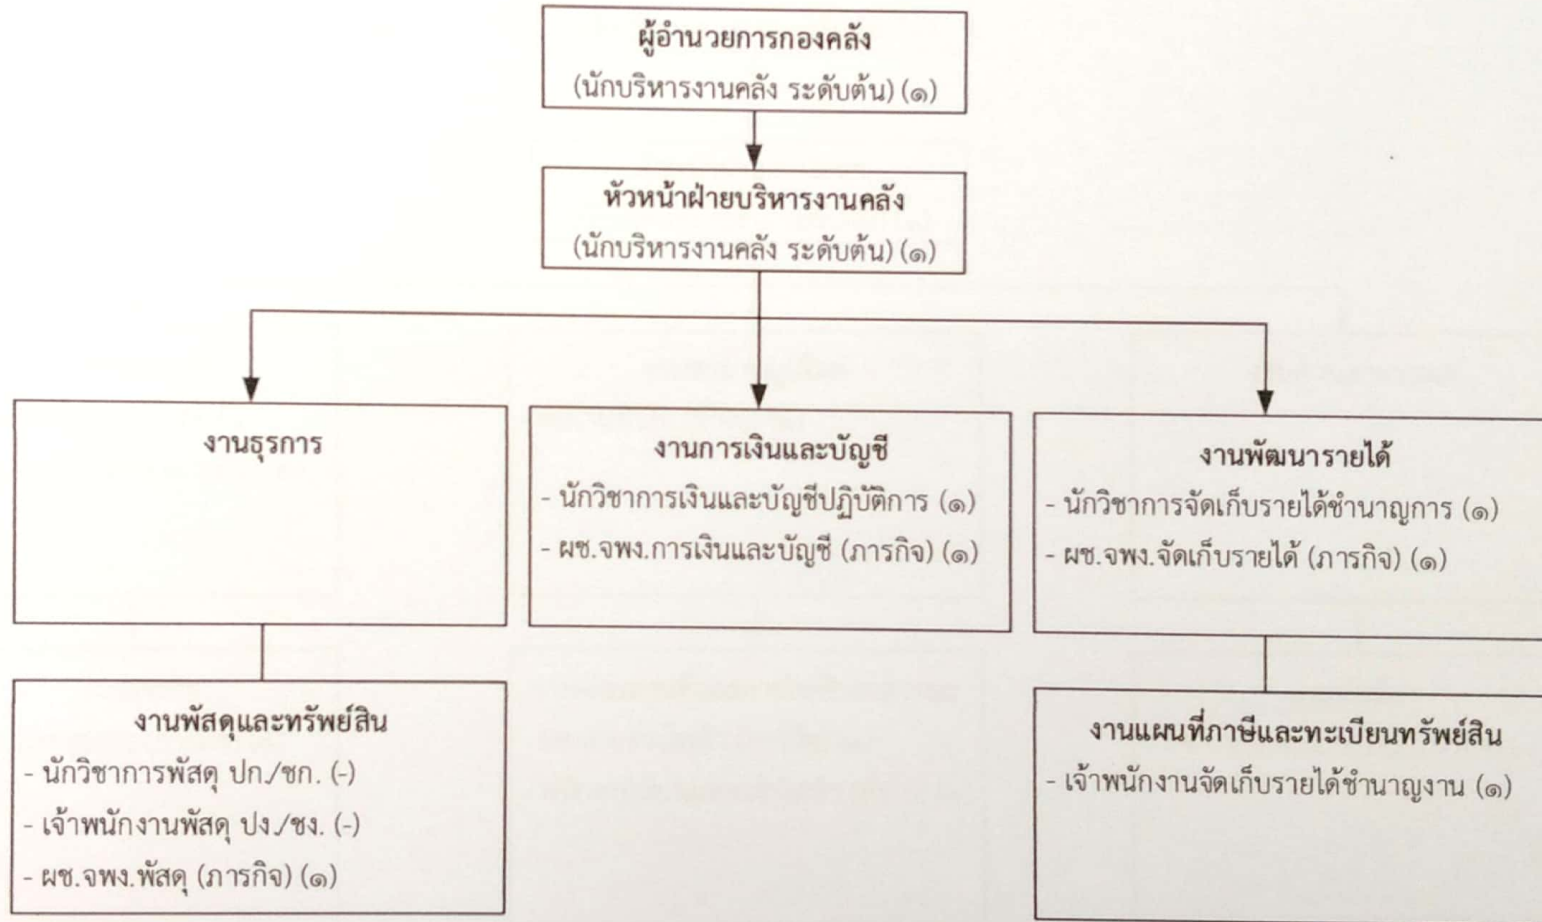 ผู้อำนวยการกองคลัง
(นักบริหารงานคลัง ระดับต้น) (๑)
หัวหน้าฝ่ายบริหารงานคลัง
(นักบริหารงานคลัง ระดับต้น) (๑)
งานธุรการ
งานการเงินและบัญชี
- นักวิชาการเงินและบัญชีปฏิบัติการ (๑)
- ผช.จพง.การเงินและบัญชี (ภารกิจ) (๑)
งานพัฒนารายได้
- นักวิชาการจัดเก็บรายได้ชำนาญการ (๑)
- ผช.จพง.จัดเก็บรายได้ (ภารกิจ) (๑)
งานพัสดุและทรัพย์สิน
- นักวิชาการพัสดุ ปก./ชก. (-)
- เจ้าพนักงานพัสดุ ปง./ชง. (-)
- ผช.จพง.พัสดุ (ภารกิจ) (๑)
งานแผนที่ภาษีและทะเบียนทรัพย์สิน
- เจ้าพนักงานจัดเก็บรายได้ชำนาญงาน (๑)